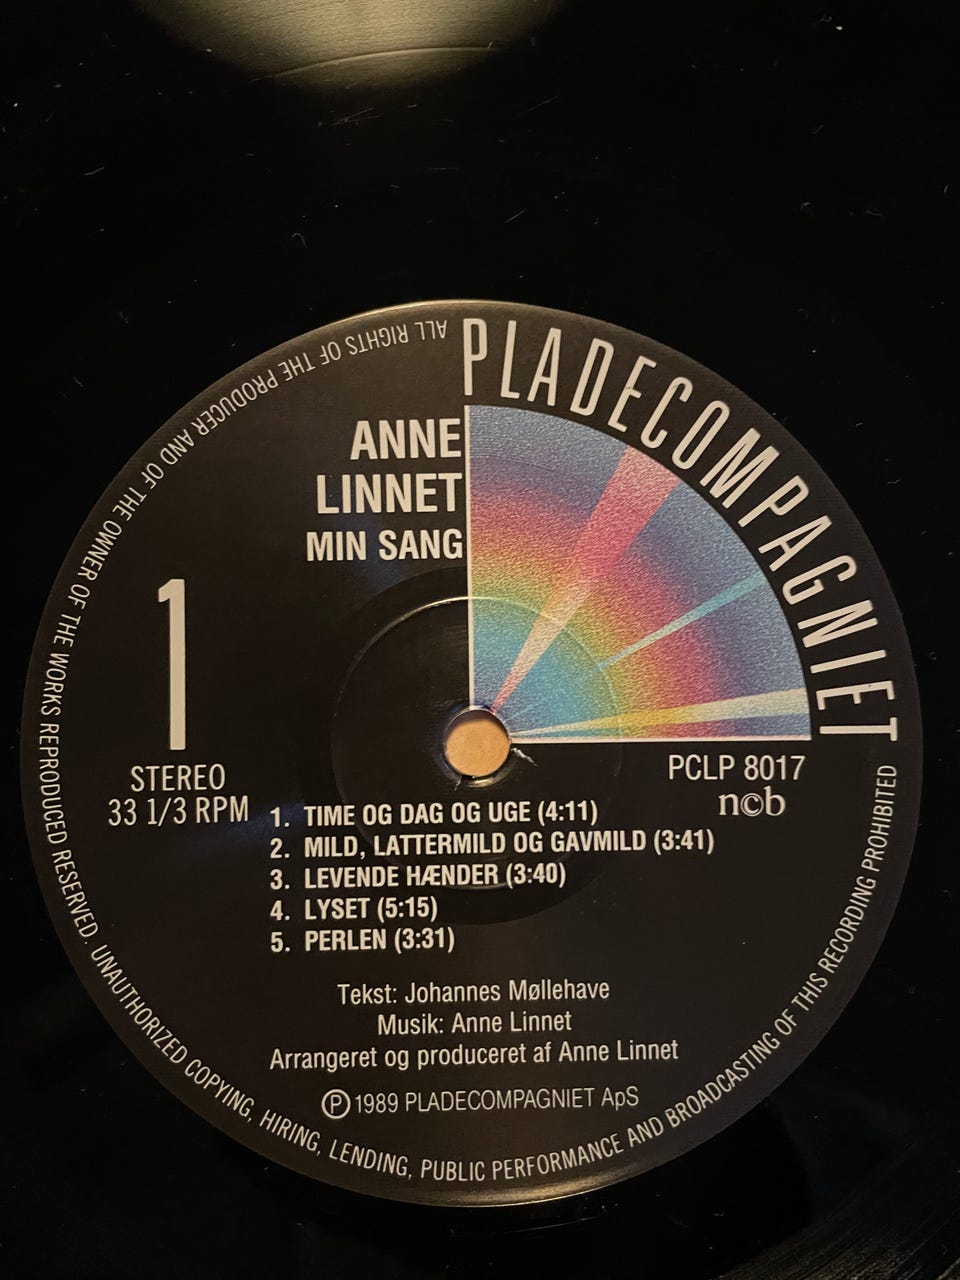 PLADECOMPAGNIET
ANNE
LINNET
MIN SANG
1
STEREO
33 1/3 RPM
PCLP 8017
n©b
1. TIME OG DAG OG UGE (4:11)
2. MILD, LATTERMILD OG GAVMILD (3:41)
3. LEVENDE HÆNDER (3:40)
4. LYSET (5:15)
5. PERLEN (3:31)
Tekst: Johannes Møllehave
Musik: Anne Linnet
Arrangeret og produceret af Anne Linnet
Ⓟ 1989 PLADECOMPAGNIET ApS
ALL RIGHTS OF THE PRODUCER AND OF THE OWNER OF THE WORKS REPRODUCED RESERVED. UNAUTHORIZED COPYING, HIRING, LENDING, PUBLIC PERFORMANCE AND BROADCASTING OF THIS RECORDING PROHIBITED